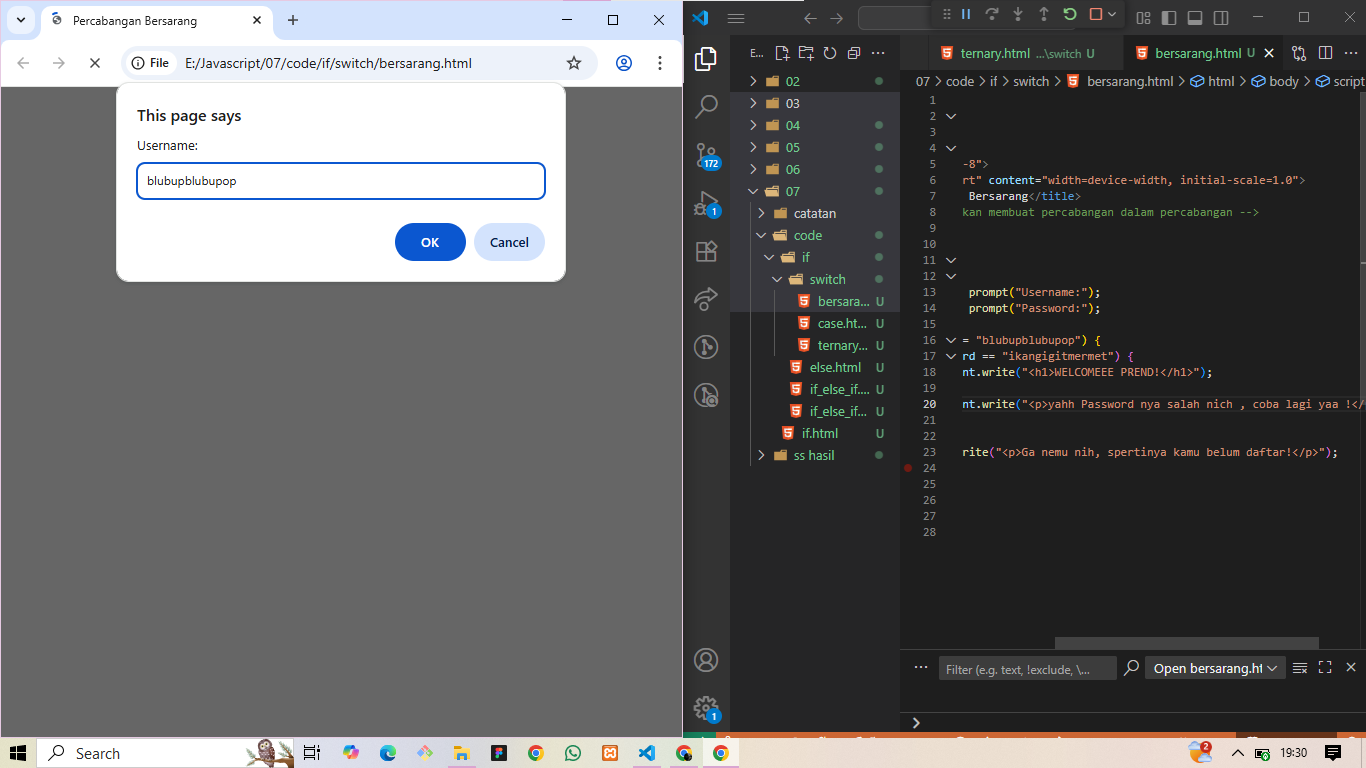 Percabangan Bersarang
File
E:/Javascript/07/code/if/switch/bersarang.html
This page says
Username:
blubupblubupop
OK
Cancel
E...
ternary.html ...\switch U
bersarang.html U
07 > code > if > switch > bersarang.html > html > body > script
02
03
04
05
06
07
catatan
code
if
switch
bersara... U
case.ht... U
ternary... U
else.html U
if_else_if.... U
if_else_if.... U
if.html U
ss hasil
172
1
1
1
2
3
4
5 -8">
6 rt" content="width=device-width, initial-scale=1.0">
7 Bersarang</title>
8 kan membuat percabangan dalam percabangan -->
9
10
11
12
13 prompt("Username:");
14 prompt("Password:");
15
16 = "blubupblubupop") {
17 rd == "ikangigitmermet") {
18 nt.write("<h1>WELCOMEEE PREND!</h1>");
19
20 nt.write("<p>yahh Password nya salah nich , coba lagi yaa !</
21
22
23 rite("<p>Ga nemu nih, spertinya kamu belum daftar!</p>");
24
25
26
27
28
Filter (e.g. text, !exclude, \...
Open bersarang.ht
Search
2
19:30